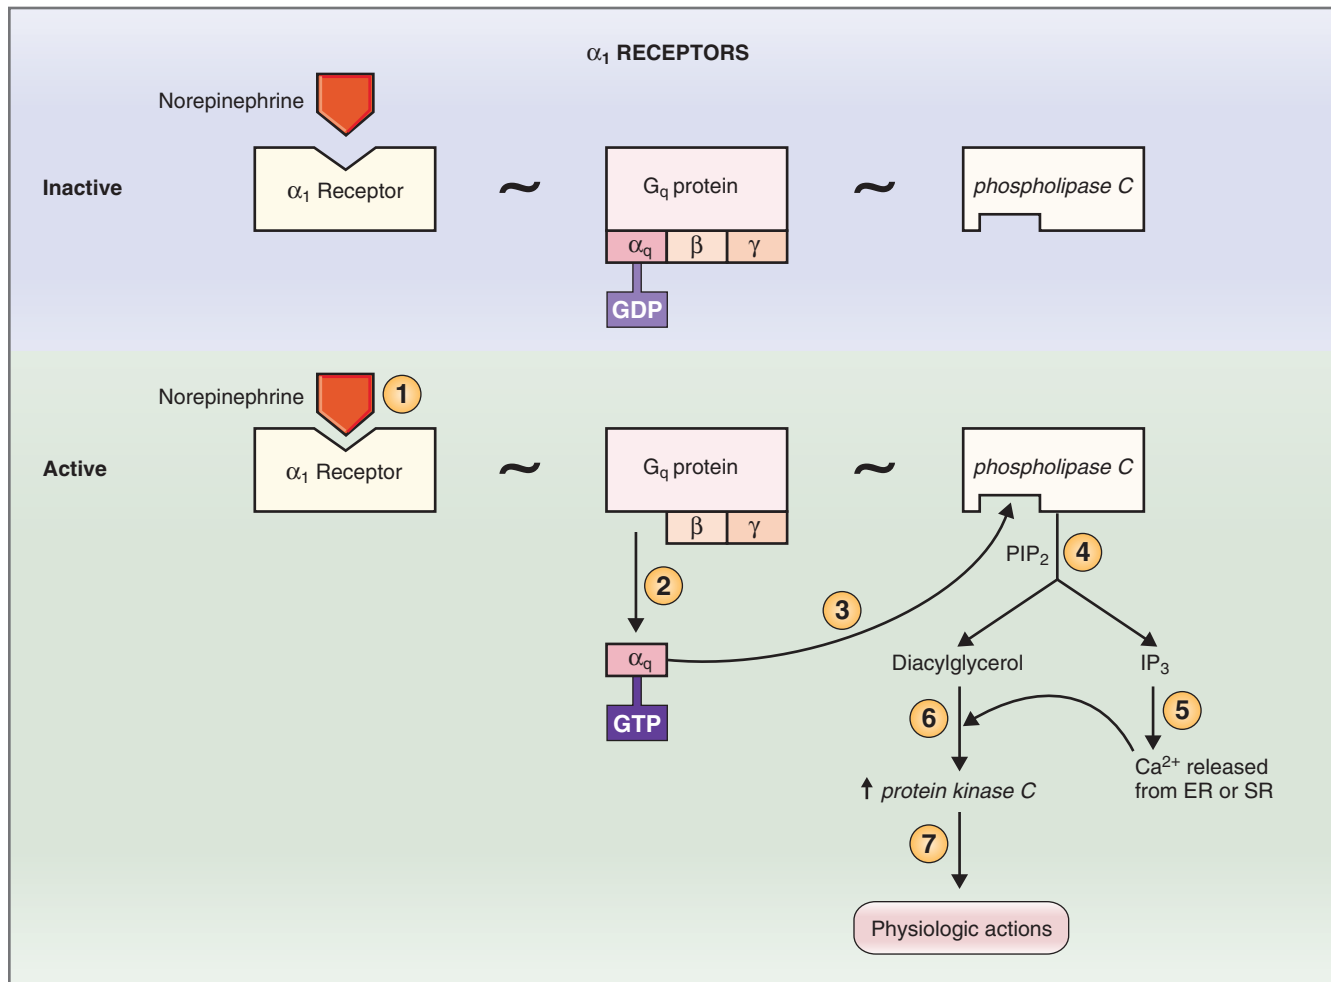 α₁ RECEPTORS
Norepinephrine
Inactive
α₁ Receptor
~
Gq protein
~
phospholipase C
αq
β
γ
GDP
Norepinephrine
1
Active
α₁ Receptor
~
Gq protein
~
phospholipase C
β
γ
PIP₂
4
2
3
αq
GTP
Diacylglycerol
IP₃
6
5
Ca²⁺ released
from ER or SR
↑ protein kinase C
7
Physiologic actions